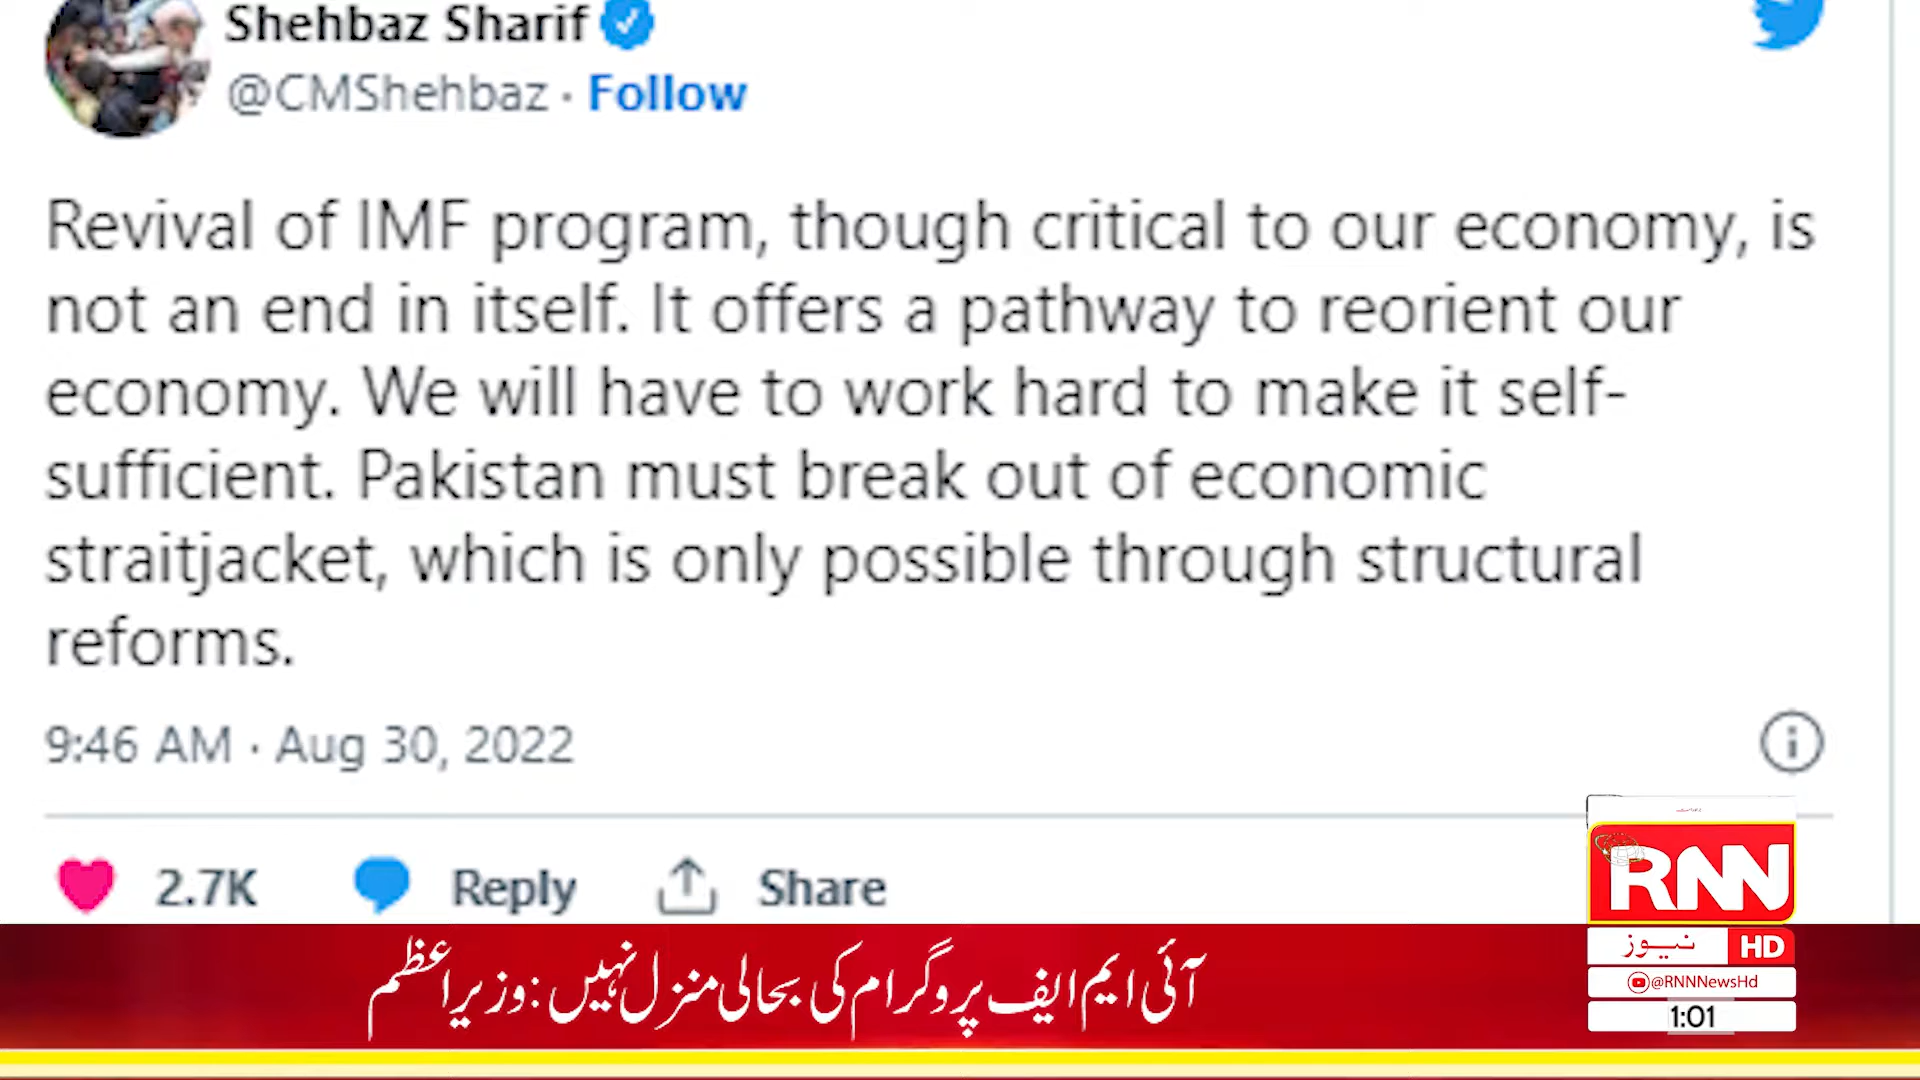 Shehbaz Sharif
@CMShehbaz · Follow
Revival of IMF program, though critical to our economy, is
not an end in itself. It offers a pathway to reorient our
economy. We will have to work hard to make it self-
sufficient. Pakistan must break out of economic
straitjacket, which is only possible through structural
reforms.
9:46 AM · Aug 30, 2022
2.7K Reply Share
RNN
نیوز HD
@RNNNewsHd
1:01
آئی ایم ایف پروگرام کی بحالی منزل نہیں: وزیراعظم